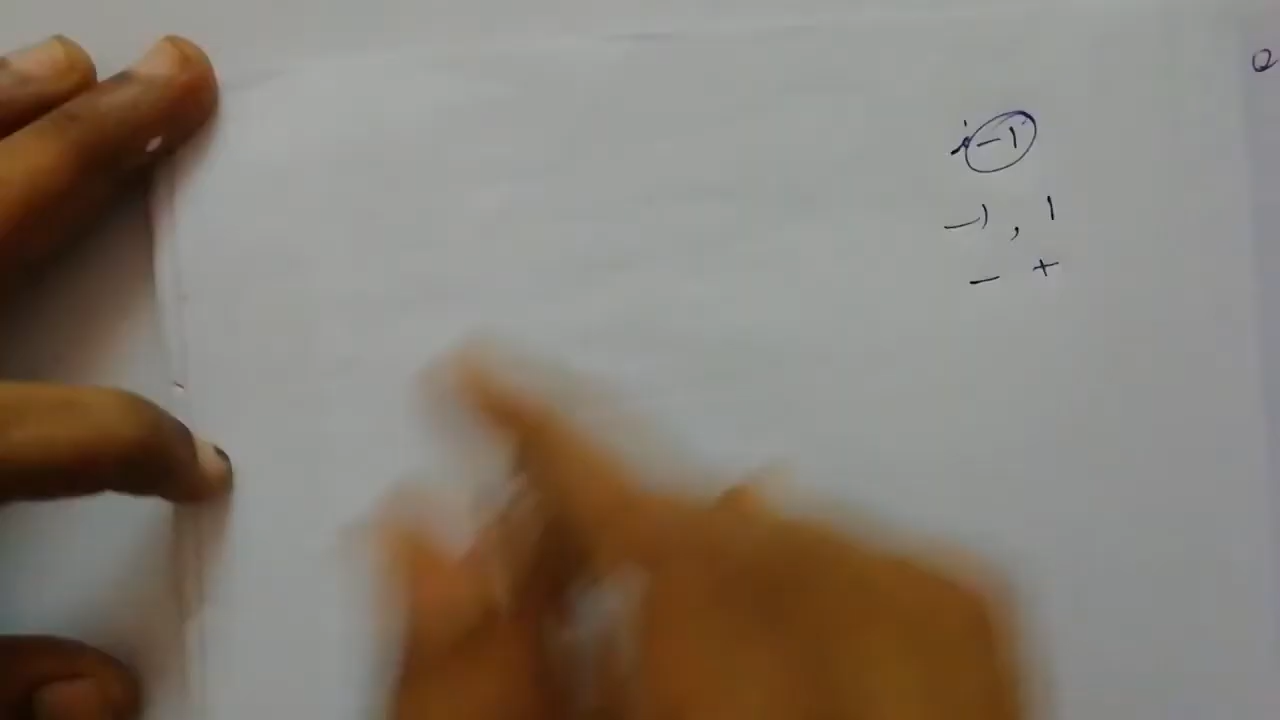 i-1
-1, 1
- +